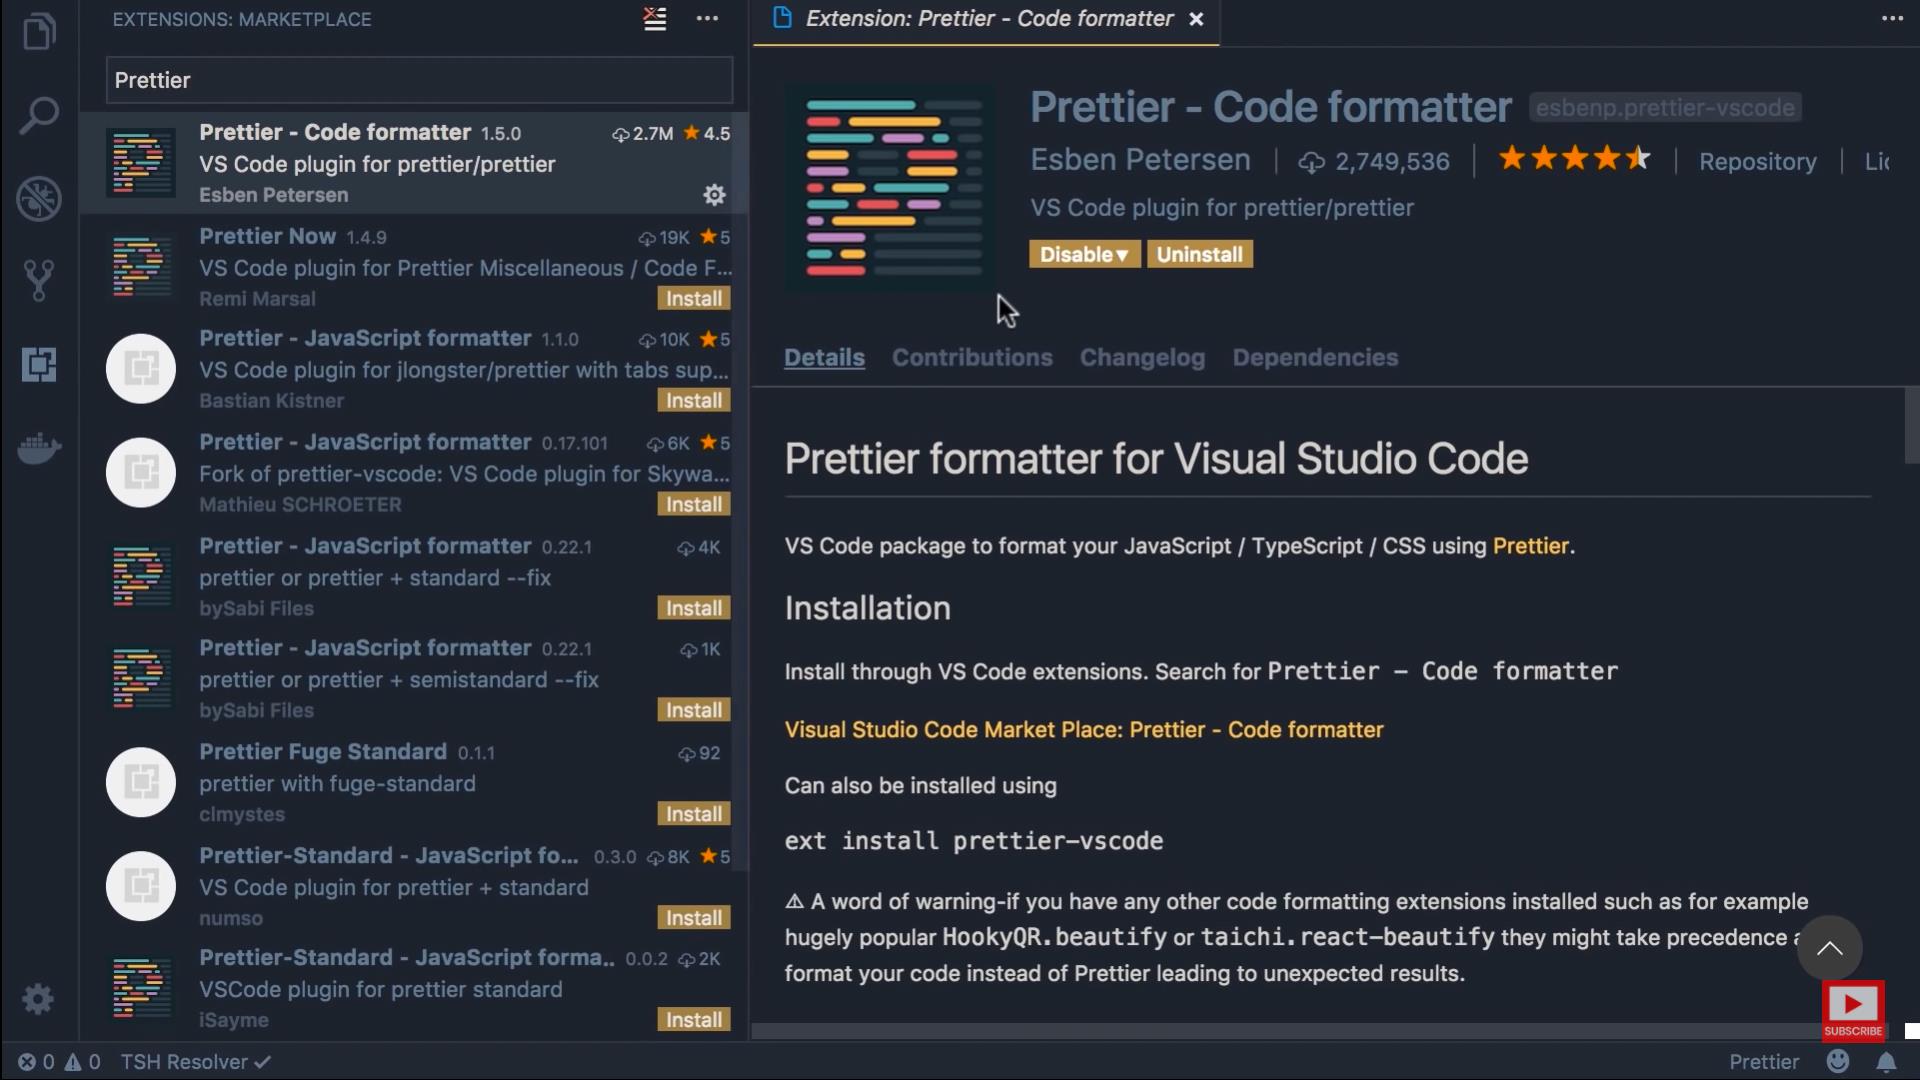 EXTENSIONS: MARKETPLACE
Prettier
Prettier - Code formatter 1.5.0 2.7M ★ 4.5
VS Code plugin for prettier/prettier
Esben Petersen
Prettier Now 1.4.9 19K ★ 5
VS Code plugin for Prettier Miscellaneous / Code F...
Remi Marsal Install
Prettier - JavaScript formatter 1.1.0 10K ★ 5
VS Code plugin for jlongster/prettier with tabs sup...
Bastian Kistner Install
Prettier - JavaScript formatter 0.17.101 6K ★ 5
Fork of prettier-vscode: VS Code plugin for Skywa...
Mathieu SCHROETER Install
Prettier - JavaScript formatter 0.22.1 4K
prettier or prettier + standard --fix
bySabi Files Install
Prettier - JavaScript formatter 0.22.1 1K
prettier or prettier + semistandard --fix
bySabi Files Install
Prettier Fuge Standard 0.1.1 92
prettier with fuge-standard
clmystes Install
Prettier-Standard - JavaScript fo... 0.3.0 8K ★ 5
VS Code plugin for prettier + standard
numso Install
Prettier-Standard - JavaScript forma... 0.0.2 2K
VSCode plugin for prettier standard
iSayme Install
Extension: Prettier - Code formatter ×
Prettier - Code formatter esbenp.prettier-vscode
Esben Petersen | 2,749,536 | Repository | Lic
VS Code plugin for prettier/prettier
Disable▼ Uninstall
Details Contributions Changelog Dependencies
Prettier formatter for Visual Studio Code
VS Code package to format your JavaScript / TypeScript / CSS using Prettier.
Installation
Install through VS Code extensions. Search for Prettier - Code formatter
Visual Studio Code Market Place: Prettier - Code formatter
Can also be installed using
ext install prettier-vscode
⚠ A word of warning-if you have any other code formatting extensions installed such as for example
hugely popular HookyQR.beautify or taichi.react-beautify they might take precedence a
format your code instead of Prettier leading to unexpected results.
SUBSCRIBE
0 0 TSH Resolver ✓ Prettier